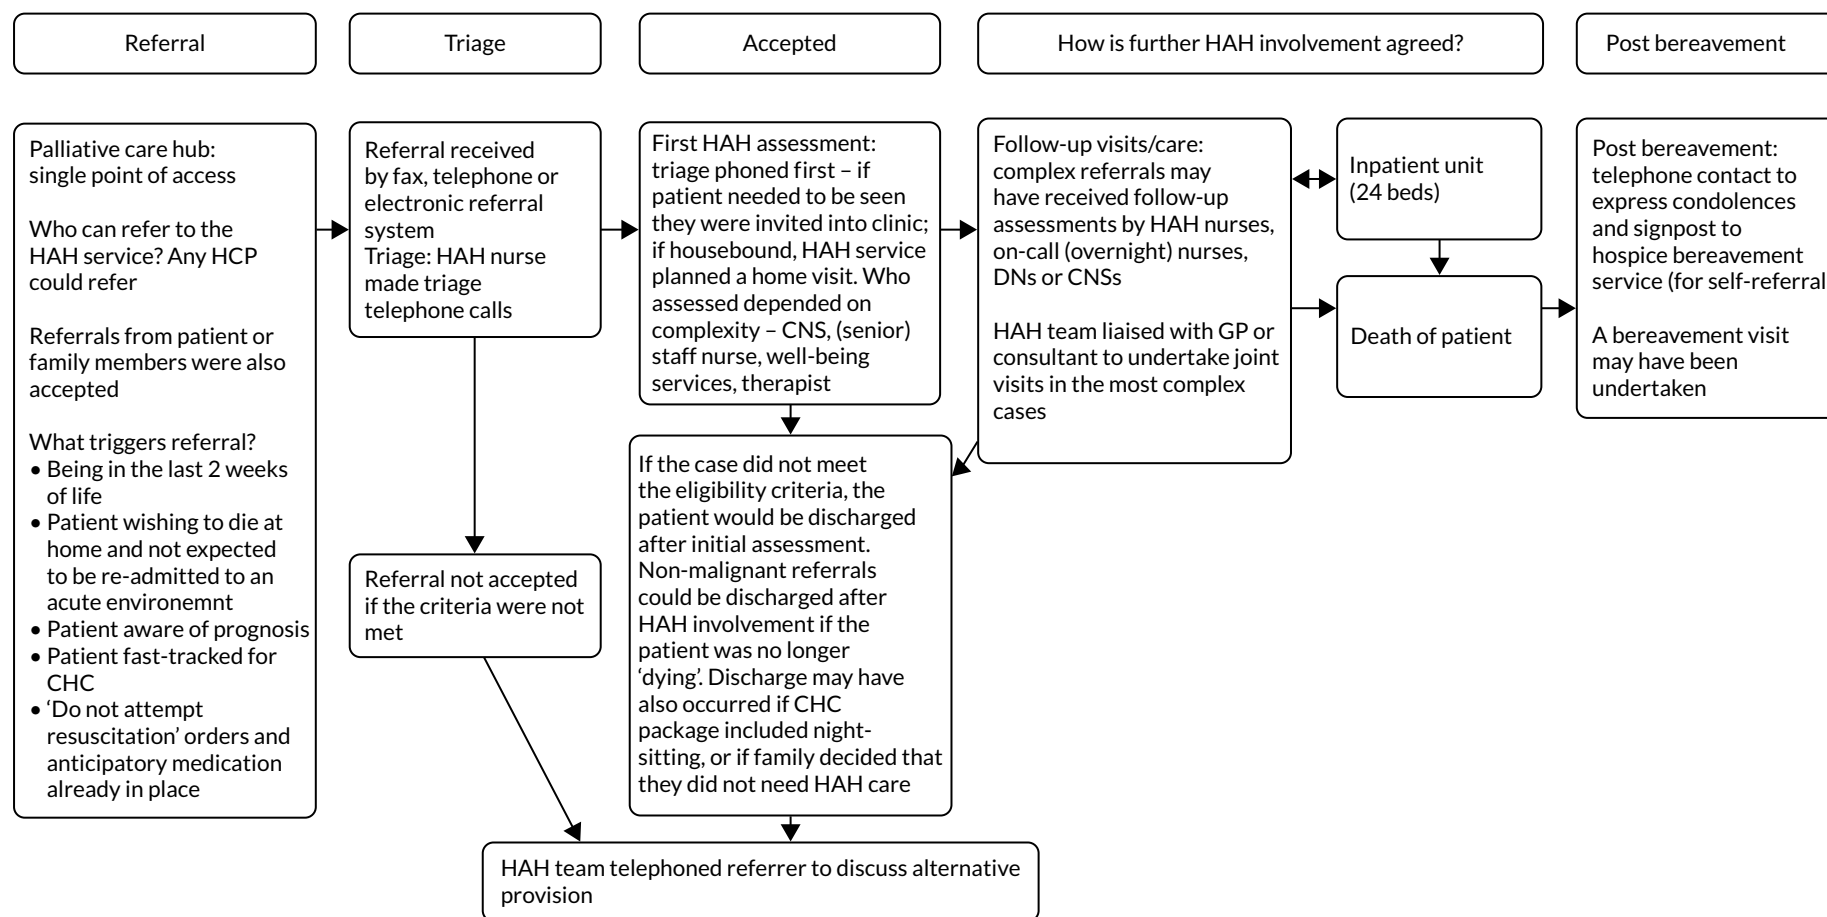 Referral
Triage
Accepted
How is further HAH involvement agreed?
Post bereavement
Palliative care hub:
single point of access
Who can refer to the
HAH service? Any HCP
could refer
Referrals from patient or
family members were also
accepted
What triggers referral?
• Being in the last 2 weeks
of life
• Patient wishing to die at
home and not expected
to be re-admitted to an
acute environemnt
• Patient aware of prognosis
• Patient fast-tracked for
CHC
• ‘Do not attempt
resuscitation’ orders and
anticipatory medication
already in place
Referral received
by fax, telephone or
electronic referral
system
Triage: HAH nurse
made triage
telephone calls
Referral not accepted
if the criteria were not
met
First HAH assessment:
triage phoned first – if
patient needed to be seen
they were invited into clinic;
if housebound, HAH service
planned a home visit. Who
assessed depended on
complexity – CNS, (senior)
staff nurse, well-being
services, therapist
If the case did not meet
the eligibility criteria, the
patient would be discharged
after initial assessment.
Non-malignant referrals
could be discharged after
HAH involvement if the
patient was no longer
‘dying’. Discharge may have
also occurred if CHC
package included night-
sitting, or if family decided that
they did not need HAH care
HAH team telephoned referrer to discuss alternative
provision
Follow-up visits/care:
complex referrals may
have received follow-up
assessments by HAH nurses,
on-call (overnight) nurses,
DNs or CNSs
HAH team liaised with GP or
consultant to undertake joint
visits in the most complex
cases
Inpatient unit
(24 beds)
Death of patient
Post bereavement:
telephone contact to
express condolences
and signpost to
hospice bereavement
service (for self-referral
A bereavement visit
may have been
undertaken